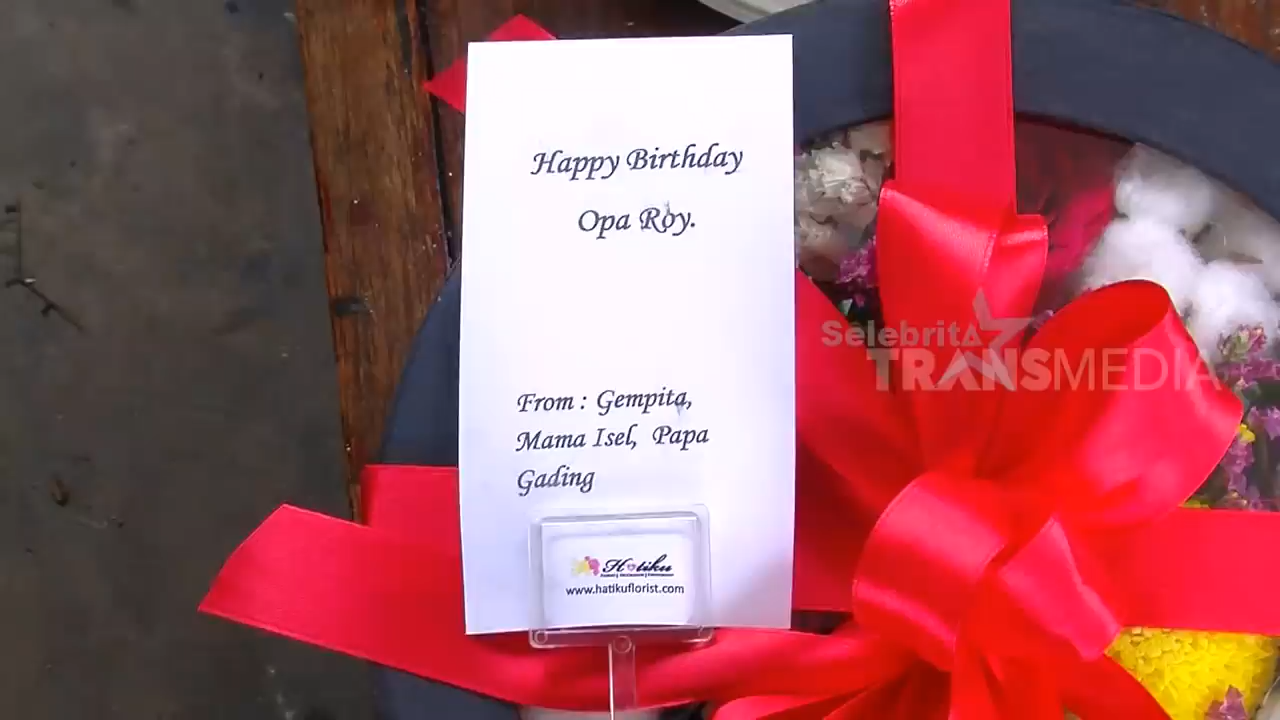 Happy Birthday
Opa Roy.
From : Gempita,
Mama Isel, Papa
Gading
Hatiku
www.hatikuflorist.com
Selebrita
TRANSMEDIA